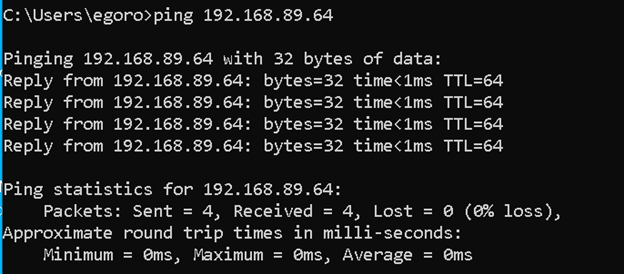 C:\Users\egoro>ping 192.168.89.64
Pinging 192.168.89.64 with 32 bytes of data:
Reply from 192.168.89.64: bytes=32 time<1ms TTL=64
Reply from 192.168.89.64: bytes=32 time<1ms TTL=64
Reply from 192.168.89.64: bytes=32 time<1ms TTL=64
Reply from 192.168.89.64: bytes=32 time<1ms TTL=64
Ping statistics for 192.168.89.64:
    Packets: Sent = 4, Received = 4, Lost = 0 (0% loss),
Approximate round trip times in milli-seconds:
    Minimum = 0ms, Maximum = 0ms, Average = 0ms